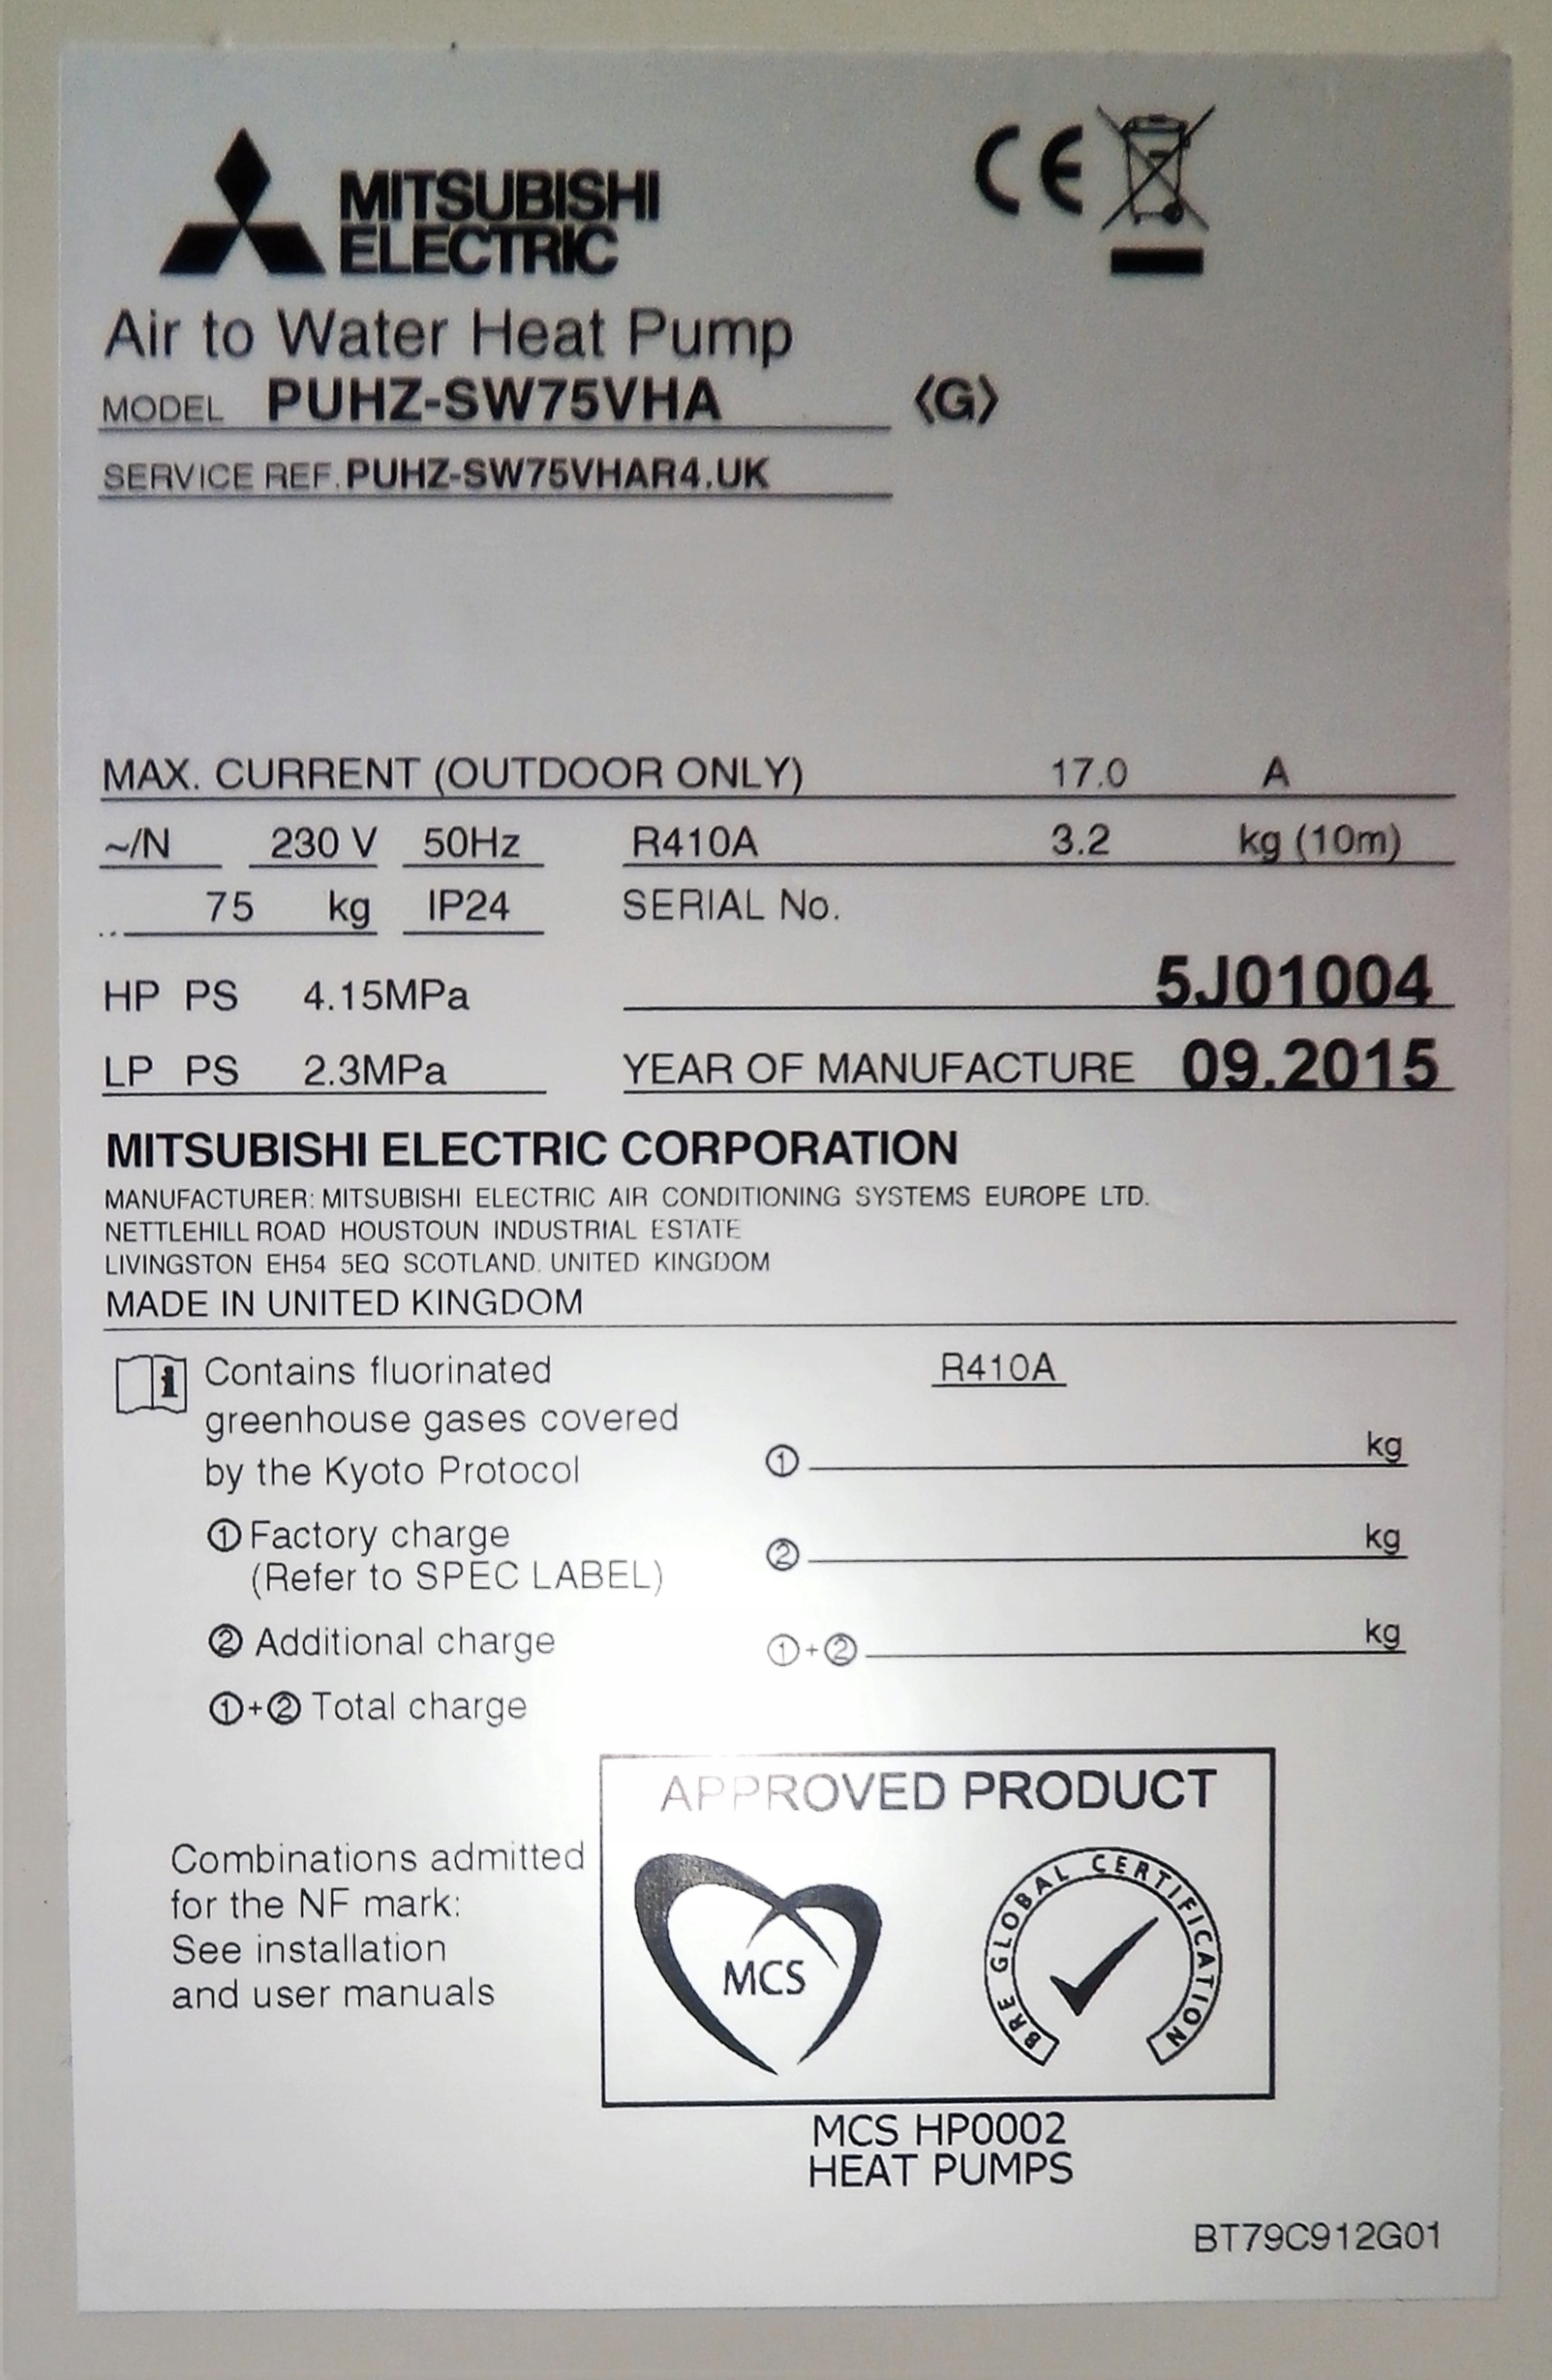 MITSUBISHI
ELECTRIC
CE
Air to Water Heat Pump
MODEL PUHZ-SW75VHA 〈G〉
SERVICE REF. PUHZ-SW75VHAR4.UK
MAX. CURRENT (OUTDOOR ONLY) 17.0 A
~/N 230 V 50Hz R410A 3.2 kg (10m)
75 kg IP24 SERIAL No.
5J01004
HP PS 4.15MPa
LP PS 2.3MPa YEAR OF MANUFACTURE 09.2015
MITSUBISHI ELECTRIC CORPORATION
MANUFACTURER: MITSUBISHI ELECTRIC AIR CONDITIONING SYSTEMS EUROPE LTD.
NETTLEHILL ROAD HOUSTOUN INDUSTRIAL ESTATE
LIVINGSTON EH54 5EQ SCOTLAND. UNITED KINGDOM
MADE IN UNITED KINGDOM
i Contains fluorinated R410A
greenhouse gases covered
by the Kyoto Protocol ① kg
① Factory charge
(Refer to SPEC LABEL) ② kg
② Additional charge ①+② kg
①+② Total charge
APPROVED PRODUCT
Combinations admitted
for the NF mark:
See installation
and user manuals
MCS
BRE GLOBAL CERTIFICATION
MCS HP0002
HEAT PUMPS
BT79C912G01